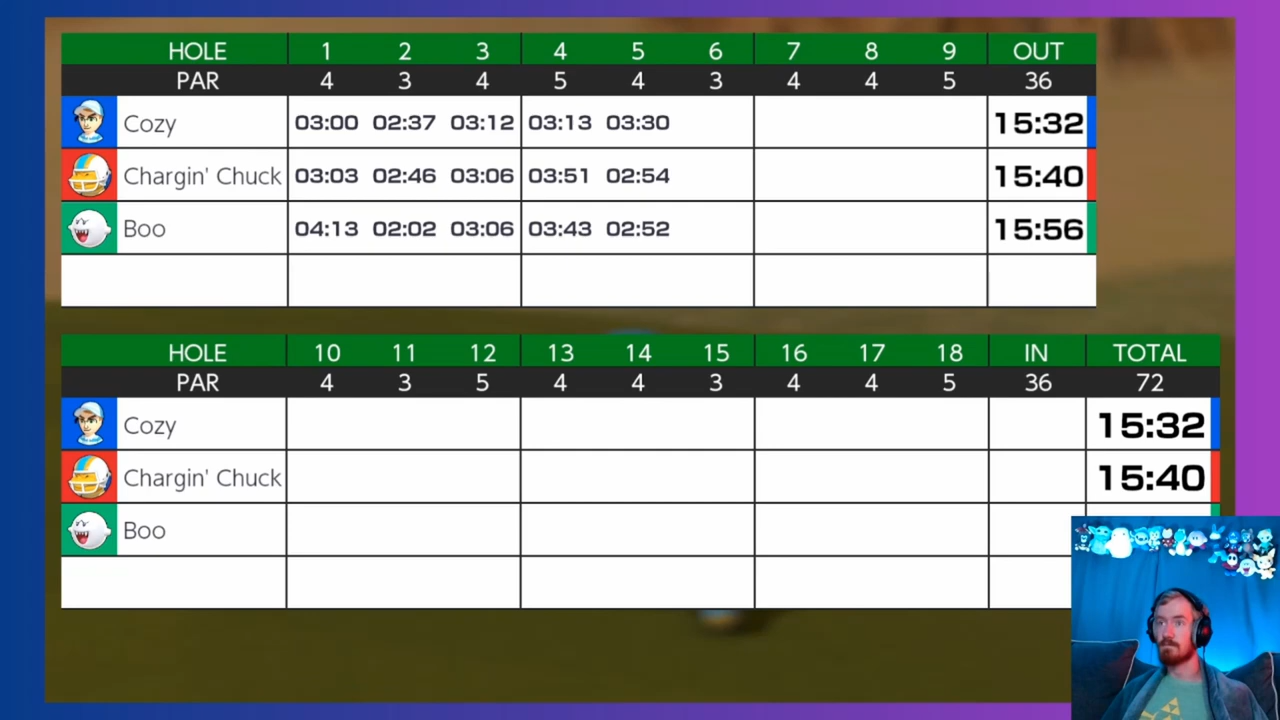 HOLE 1 2 3 4 5 6 7 8 9 OUT
PAR 4 3 4 5 4 3 4 4 5 36
Cozy 03:00 02:37 03:12 03:13 03:30 15:32
Chargin' Chuck 03:03 02:46 03:06 03:51 02:54 15:40
Boo 04:13 02:02 03:06 03:43 02:52 15:56
HOLE 10 11 12 13 14 15 16 17 18 IN TOTAL
PAR 4 3 5 4 4 3 4 4 5 36 72
Cozy 15:32
Chargin' Chuck 15:40
Boo